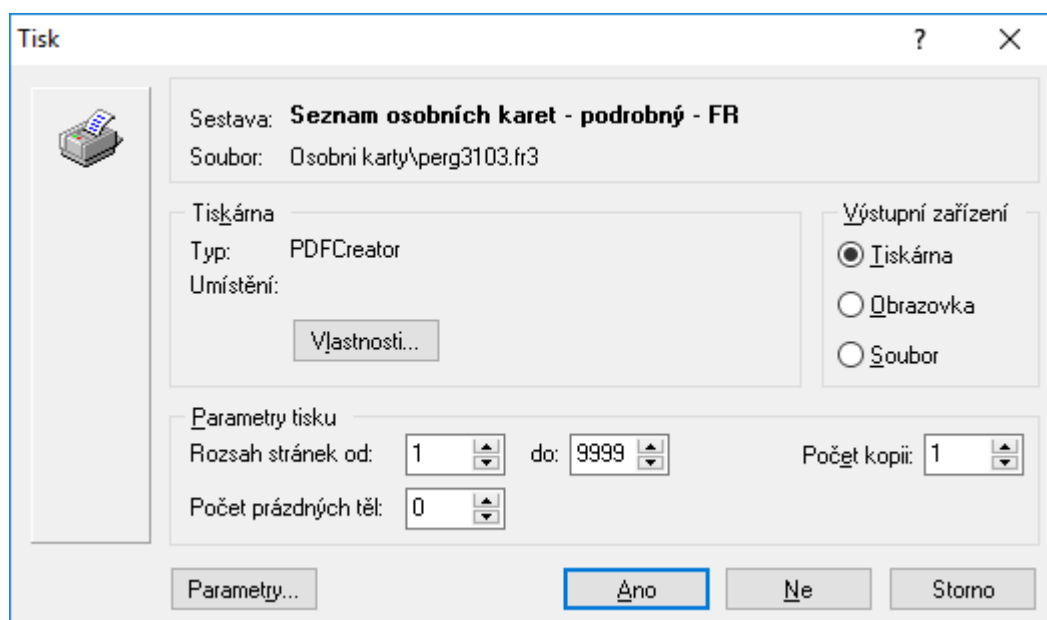 Tisk
Sestava: Seznam osobních karet - podrobný - FR
Soubor: Osobni karty\perg3103.fr3
Tiskárna
Typ: PDFCreator
Umístění:
Vlastnosti...
Výstupní zařízení
Tiskárna
Obrazovka
Soubor
Parametry tisku
Rozsah stránek od: 1 do: 9999 Počet kopii: 1
Počet prázdných těl: 0
Parametry... Ano Ne Storno